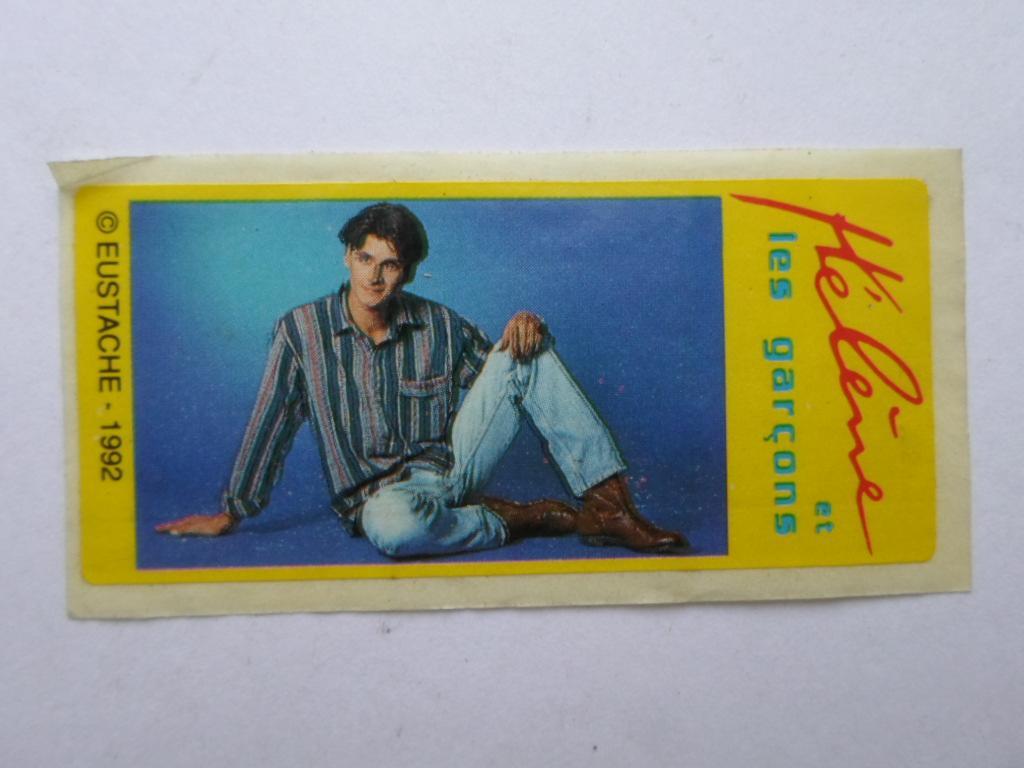 Hélène
et
les garçons
© EUSTACHE - 1992